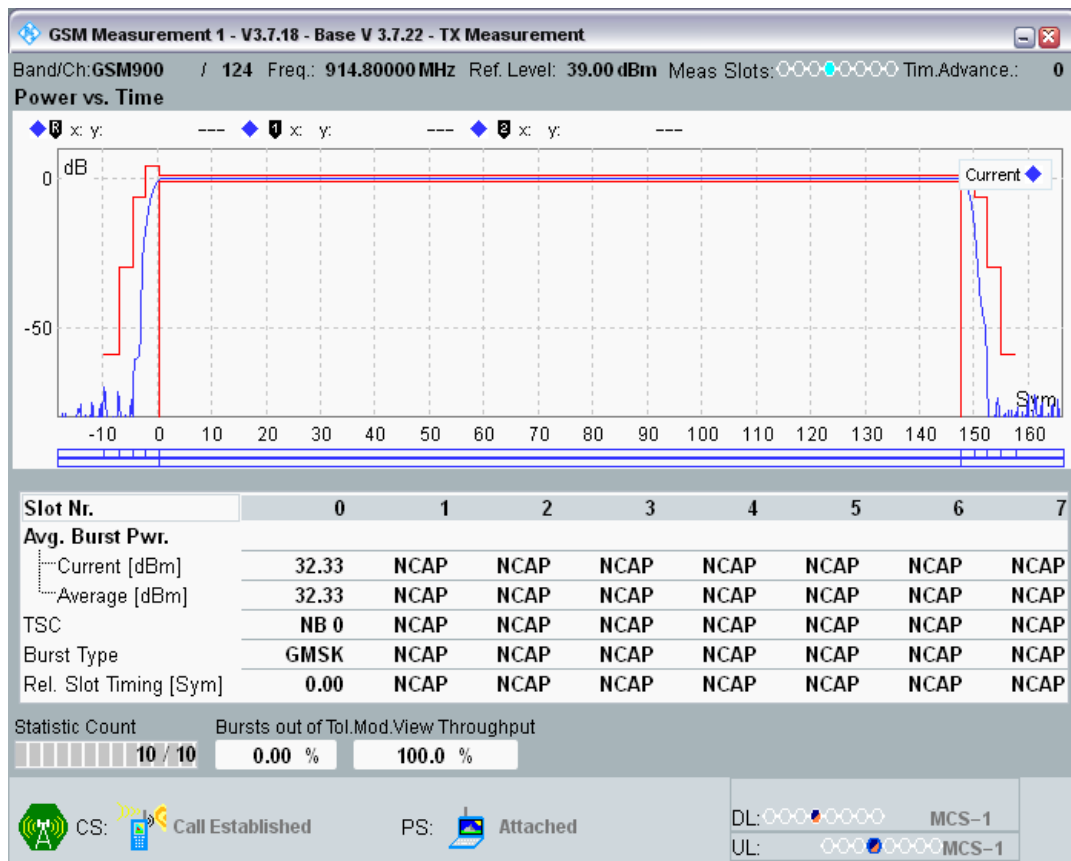 GSM Measurement 1 - V3.7.18 - Base V 3.7.22 - TX Measurement
Band/Ch:GSM900 / 124 Freq.: 914.80000 MHz Ref. Level: 39.00 dBm Meas Slots: Tim.Advance.: 0
Power vs. Time
R x: y: --- 1 x: y: --- 2 x: y: ---
dB
Current
0
-50
Sym
-10 0 10 20 30 40 50 60 70 80 90 100 110 120 130 140 150 160
Slot Nr. 0 1 2 3 4 5 6 7
Avg. Burst Pwr.
Current [dBm] 32.33 NCAP NCAP NCAP NCAP NCAP NCAP NCAP
Average [dBm] 32.33 NCAP NCAP NCAP NCAP NCAP NCAP NCAP
TSC NB 0 NCAP NCAP NCAP NCAP NCAP NCAP NCAP
Burst Type GMSK NCAP NCAP NCAP NCAP NCAP NCAP NCAP
Rel. Slot Timing [Sym] 0.00 NCAP NCAP NCAP NCAP NCAP NCAP NCAP
Statistic Count Bursts out of Tol.Mod.View Throughput
10 / 10 0.00 % 100.0 %
CS: Call Established PS: Attached
DL: MCS-1
UL: MCS-1